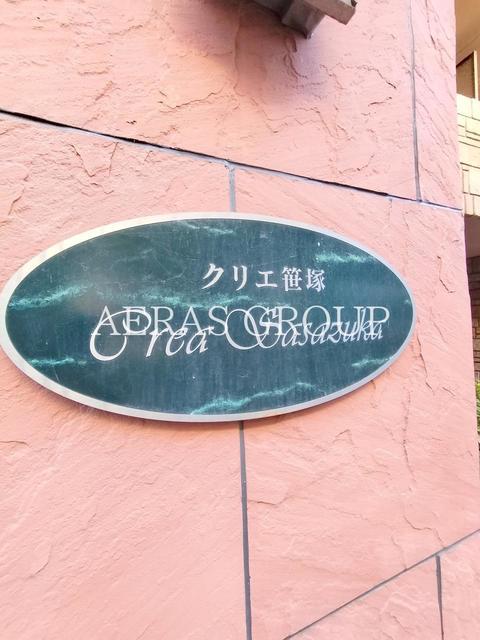 クリエ笹塚
AERAS GROUP
Crea Sasazuka